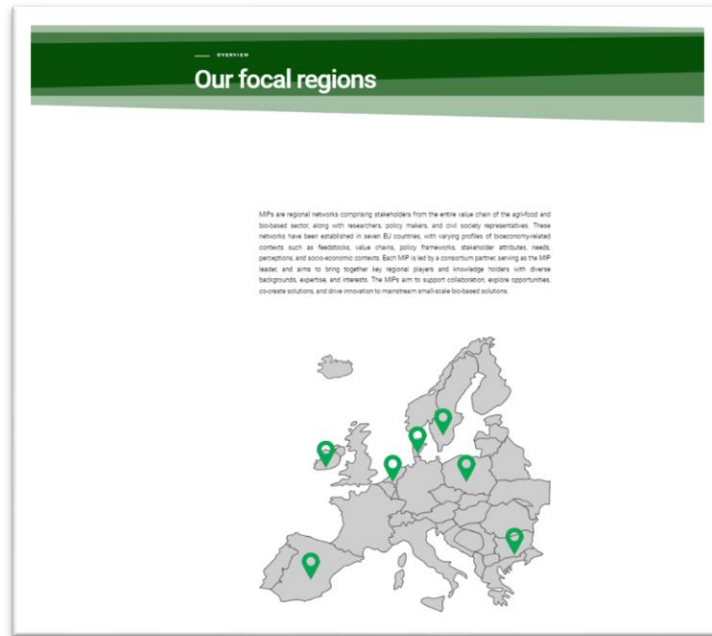 OVERVIEW
Our focal regions
MIPs are regional networks comprising stakeholders from the entire value chain of the agri-food and
bio-based sector, along with researchers, policy makers, and civil society representatives. These
networks have been established in seven EU countries, with varying profiles of bioeconomy-related
contexts such as feedstocks, value chains, policy frameworks, stakeholder attributes, needs,
perceptions, and socio-economic contexts. Each MIP is led by a consortium partner, serving as the MIP
leader, and aims to bring together key regional players and knowledge holders with diverse
backgrounds, expertise, and interests. The MIPs aim to support collaboration, explore opportunities,
co-create solutions, and drive innovation to mainstream small-scale bio-based solutions.